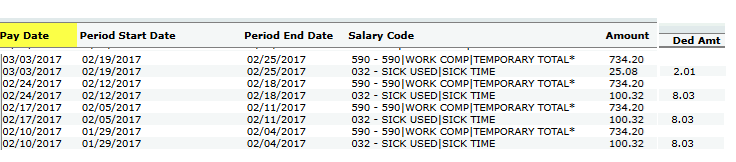 Pay Date Period Start Date Period End Date Salary Code Amount Ded Amt
03/03/2017 02/19/2017 02/25/2017 590 - 590|WORK COMP|TEMPORARY TOTAL* 734.20
03/03/2017 02/19/2017 02/25/2017 032 - SICK USED|SICK TIME 25.08 2.01
02/24/2017 02/12/2017 02/18/2017 590 - 590|WORK COMP|TEMPORARY TOTAL* 734.20
02/24/2017 02/12/2017 02/18/2017 032 - SICK USED|SICK TIME 100.32 8.03
02/17/2017 02/05/2017 02/11/2017 590 - 590|WORK COMP|TEMPORARY TOTAL* 734.20
02/17/2017 02/05/2017 02/11/2017 032 - SICK USED|SICK TIME 100.32 8.03
02/10/2017 01/29/2017 02/04/2017 590 - 590|WORK COMP|TEMPORARY TOTAL* 734.20
02/10/2017 01/29/2017 02/04/2017 032 - SICK USED|SICK TIME 100.32 8.03